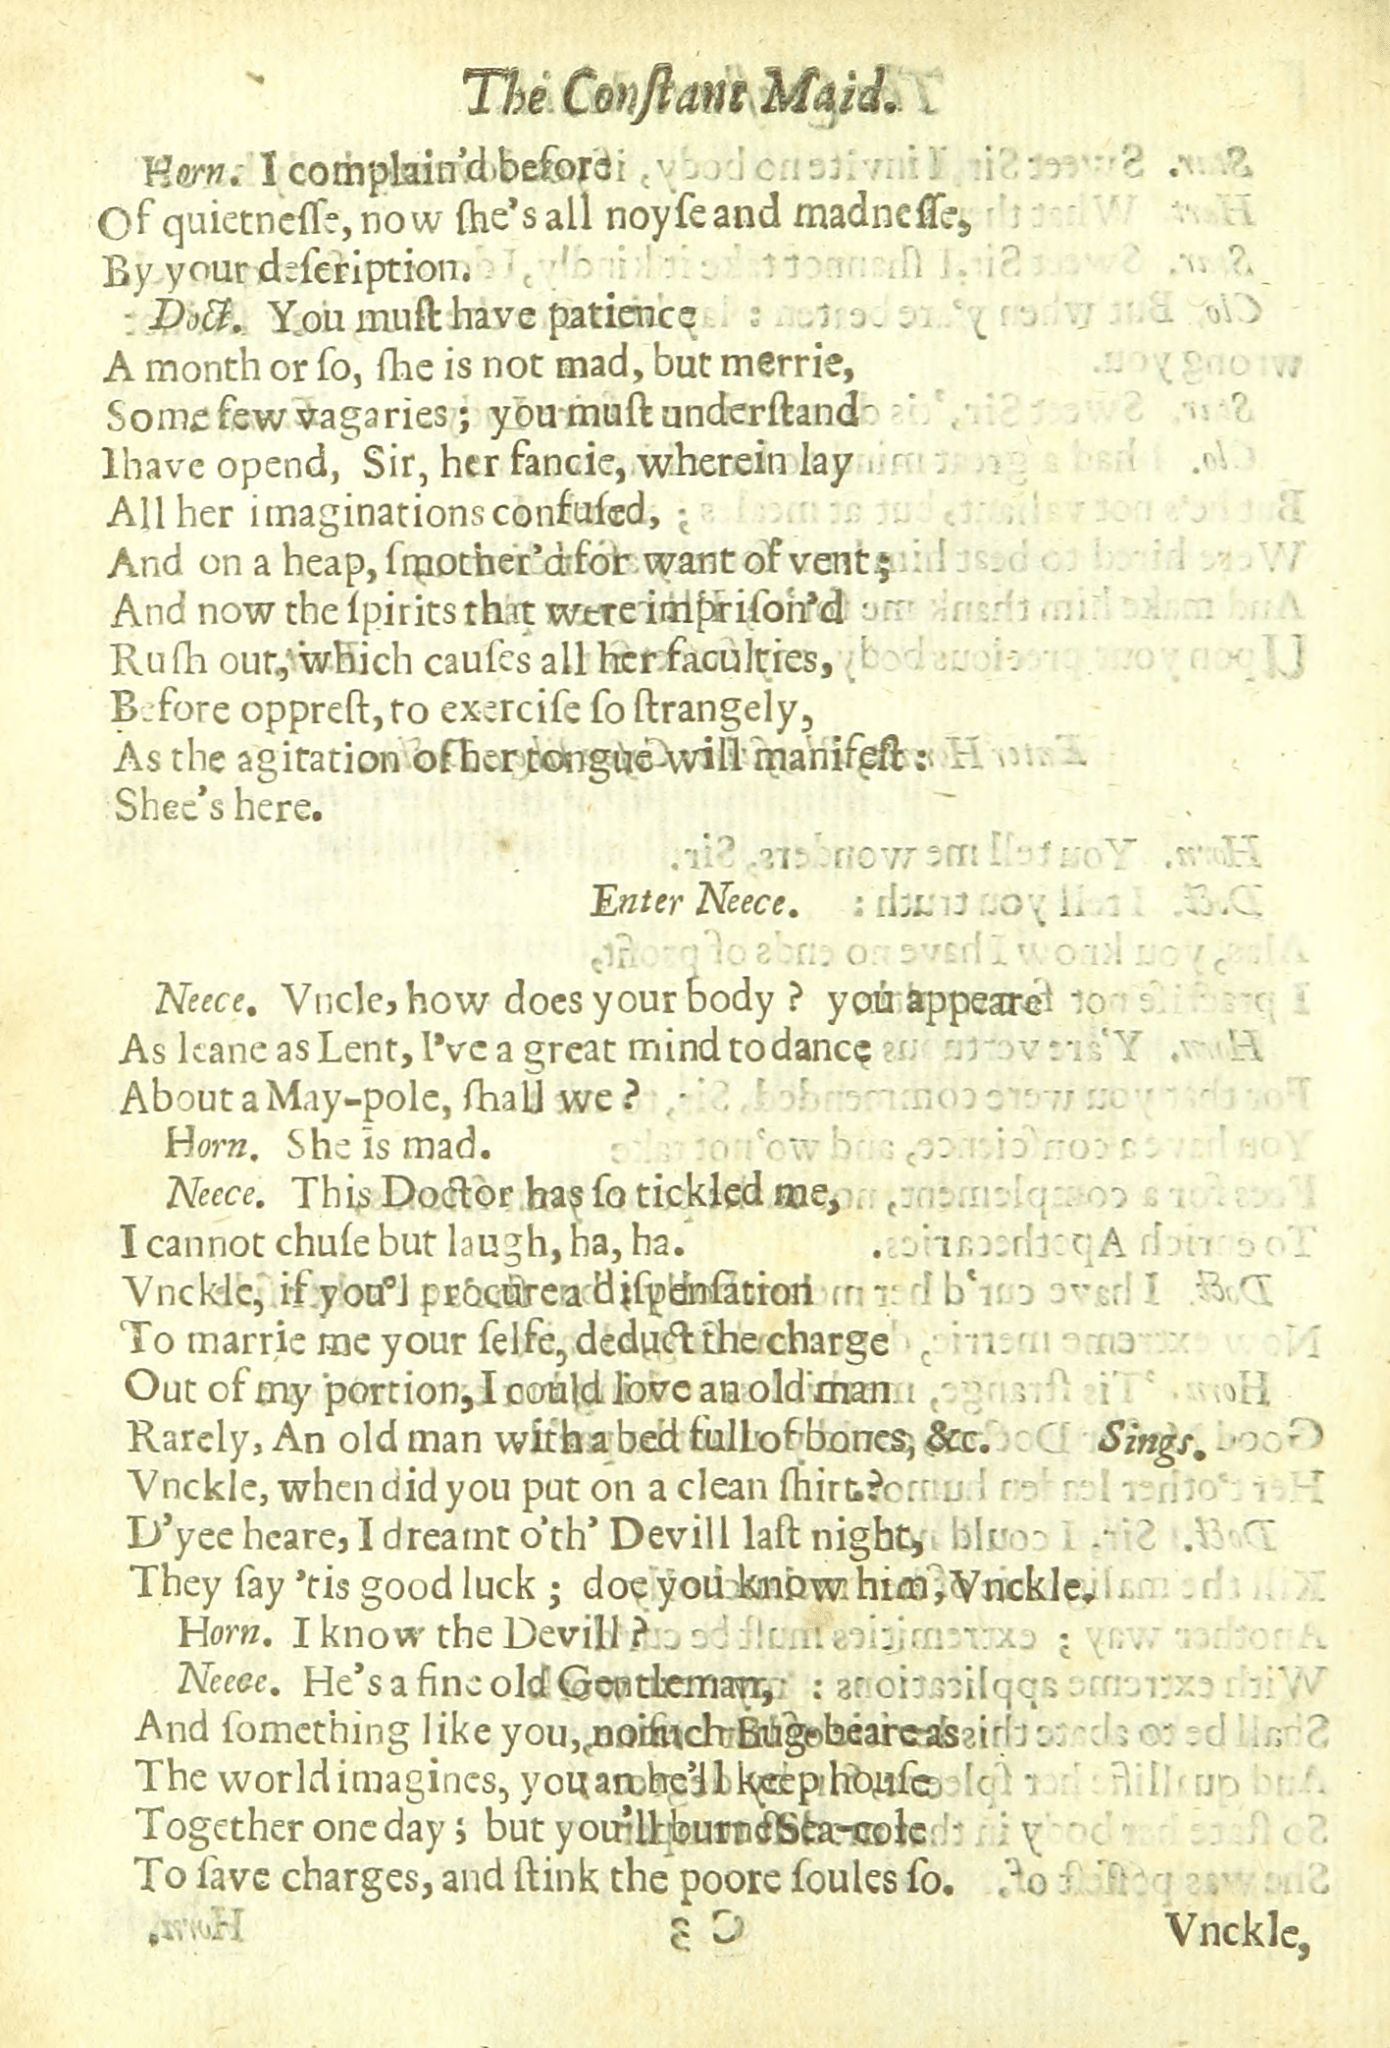 The Conſtant Maid.
Horn. I complain'd before
Of quietneſſe, now ſhe's all noyſe and madneſſe,
By your deſcription.
Doct. You muſt have patience
A month or ſo, ſhe is not mad, but merrie,
Some few vagaries; you muſt underſtand
I have opend, Sir, her fancie, wherein lay
All her imaginations confuſed,
And on a heap, ſmother'd for want of vent;
And now the ſpirits that were impriſon'd
Ruſh out, which cauſes all her faculties,
Before oppreſt, to exerciſe ſo ſtrangely,
As the agitation of her tongue will manifeſt:
Shee's here.
Enter Neece.
Neece. Vncle, how does your body? you appeare
As leane as Lent, I've a great mind to dance
About a May-pole, ſhall we?
Horn. She is mad.
Neece. This Doctor has ſo tickled me,
I cannot chuſe but laugh, ha, ha.
Vnckle, if you'l procure a diſpenſation
To marrie me your ſelfe, deduct the charge
Out of my portion, I could love an old man
Rarely, An old man with a bed full of bones, &c. Sings.
Vnckle, when did you put on a clean ſhirt?
D'yee heare, I dreamt o'th' Devill laſt night,
They ſay 'tis good luck; doe you know him, Vnckle.
Horn. I know the Devill?
Neece. He's a fine old Gentleman,
And ſomething like you, no ſuch Bug-beare as
The world imagines, you an he'll keep houſe
Together one day; but you'll burne Sea-cole
To ſave charges, and ſtink the poore ſoules ſo.
Vnckle,